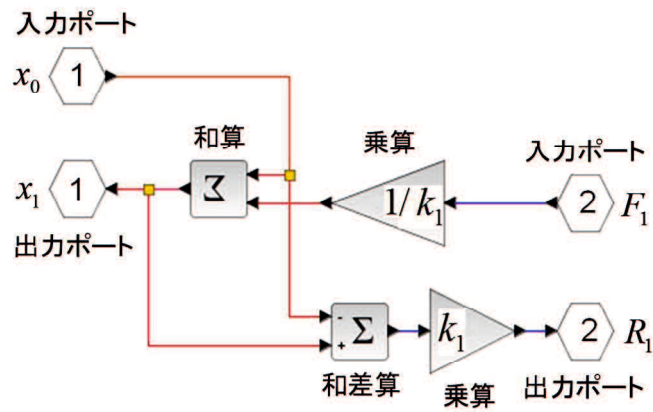 入力ポート
x₀ 1
和算
乗算
入力ポート
x₁ 1
Σ
1/k₁
2 F₁
出力ポート
-
+
Σ
k₁
2 R₁
和差算
乗算
出力ポート